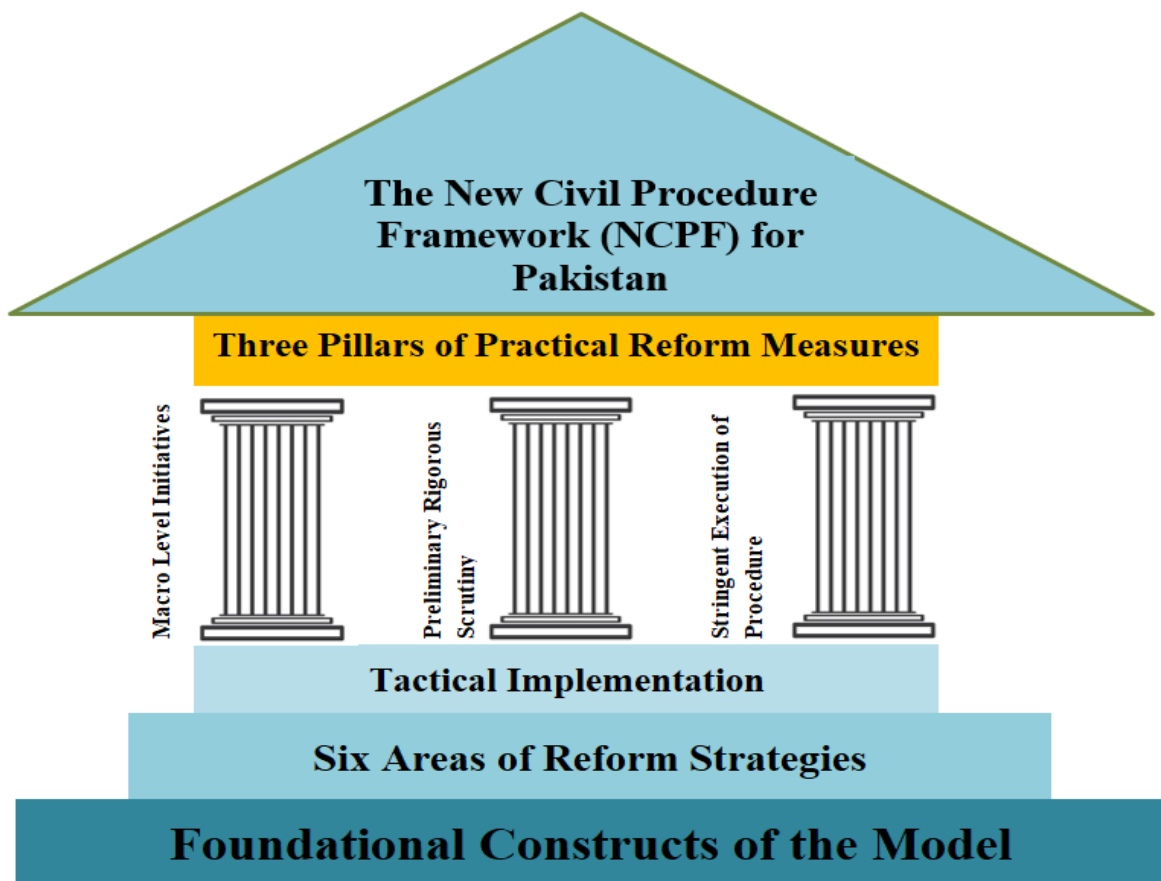 The New Civil Procedure
Framework (NCPF) for
Pakistan
Three Pillars of Practical Reform Measures
Macro Level Initiatives
Preliminary Rigorous
Scrutiny
Stringent Execution of
Procedure
Tactical Implementation
Six Areas of Reform Strategies
Foundational Constructs of the Model